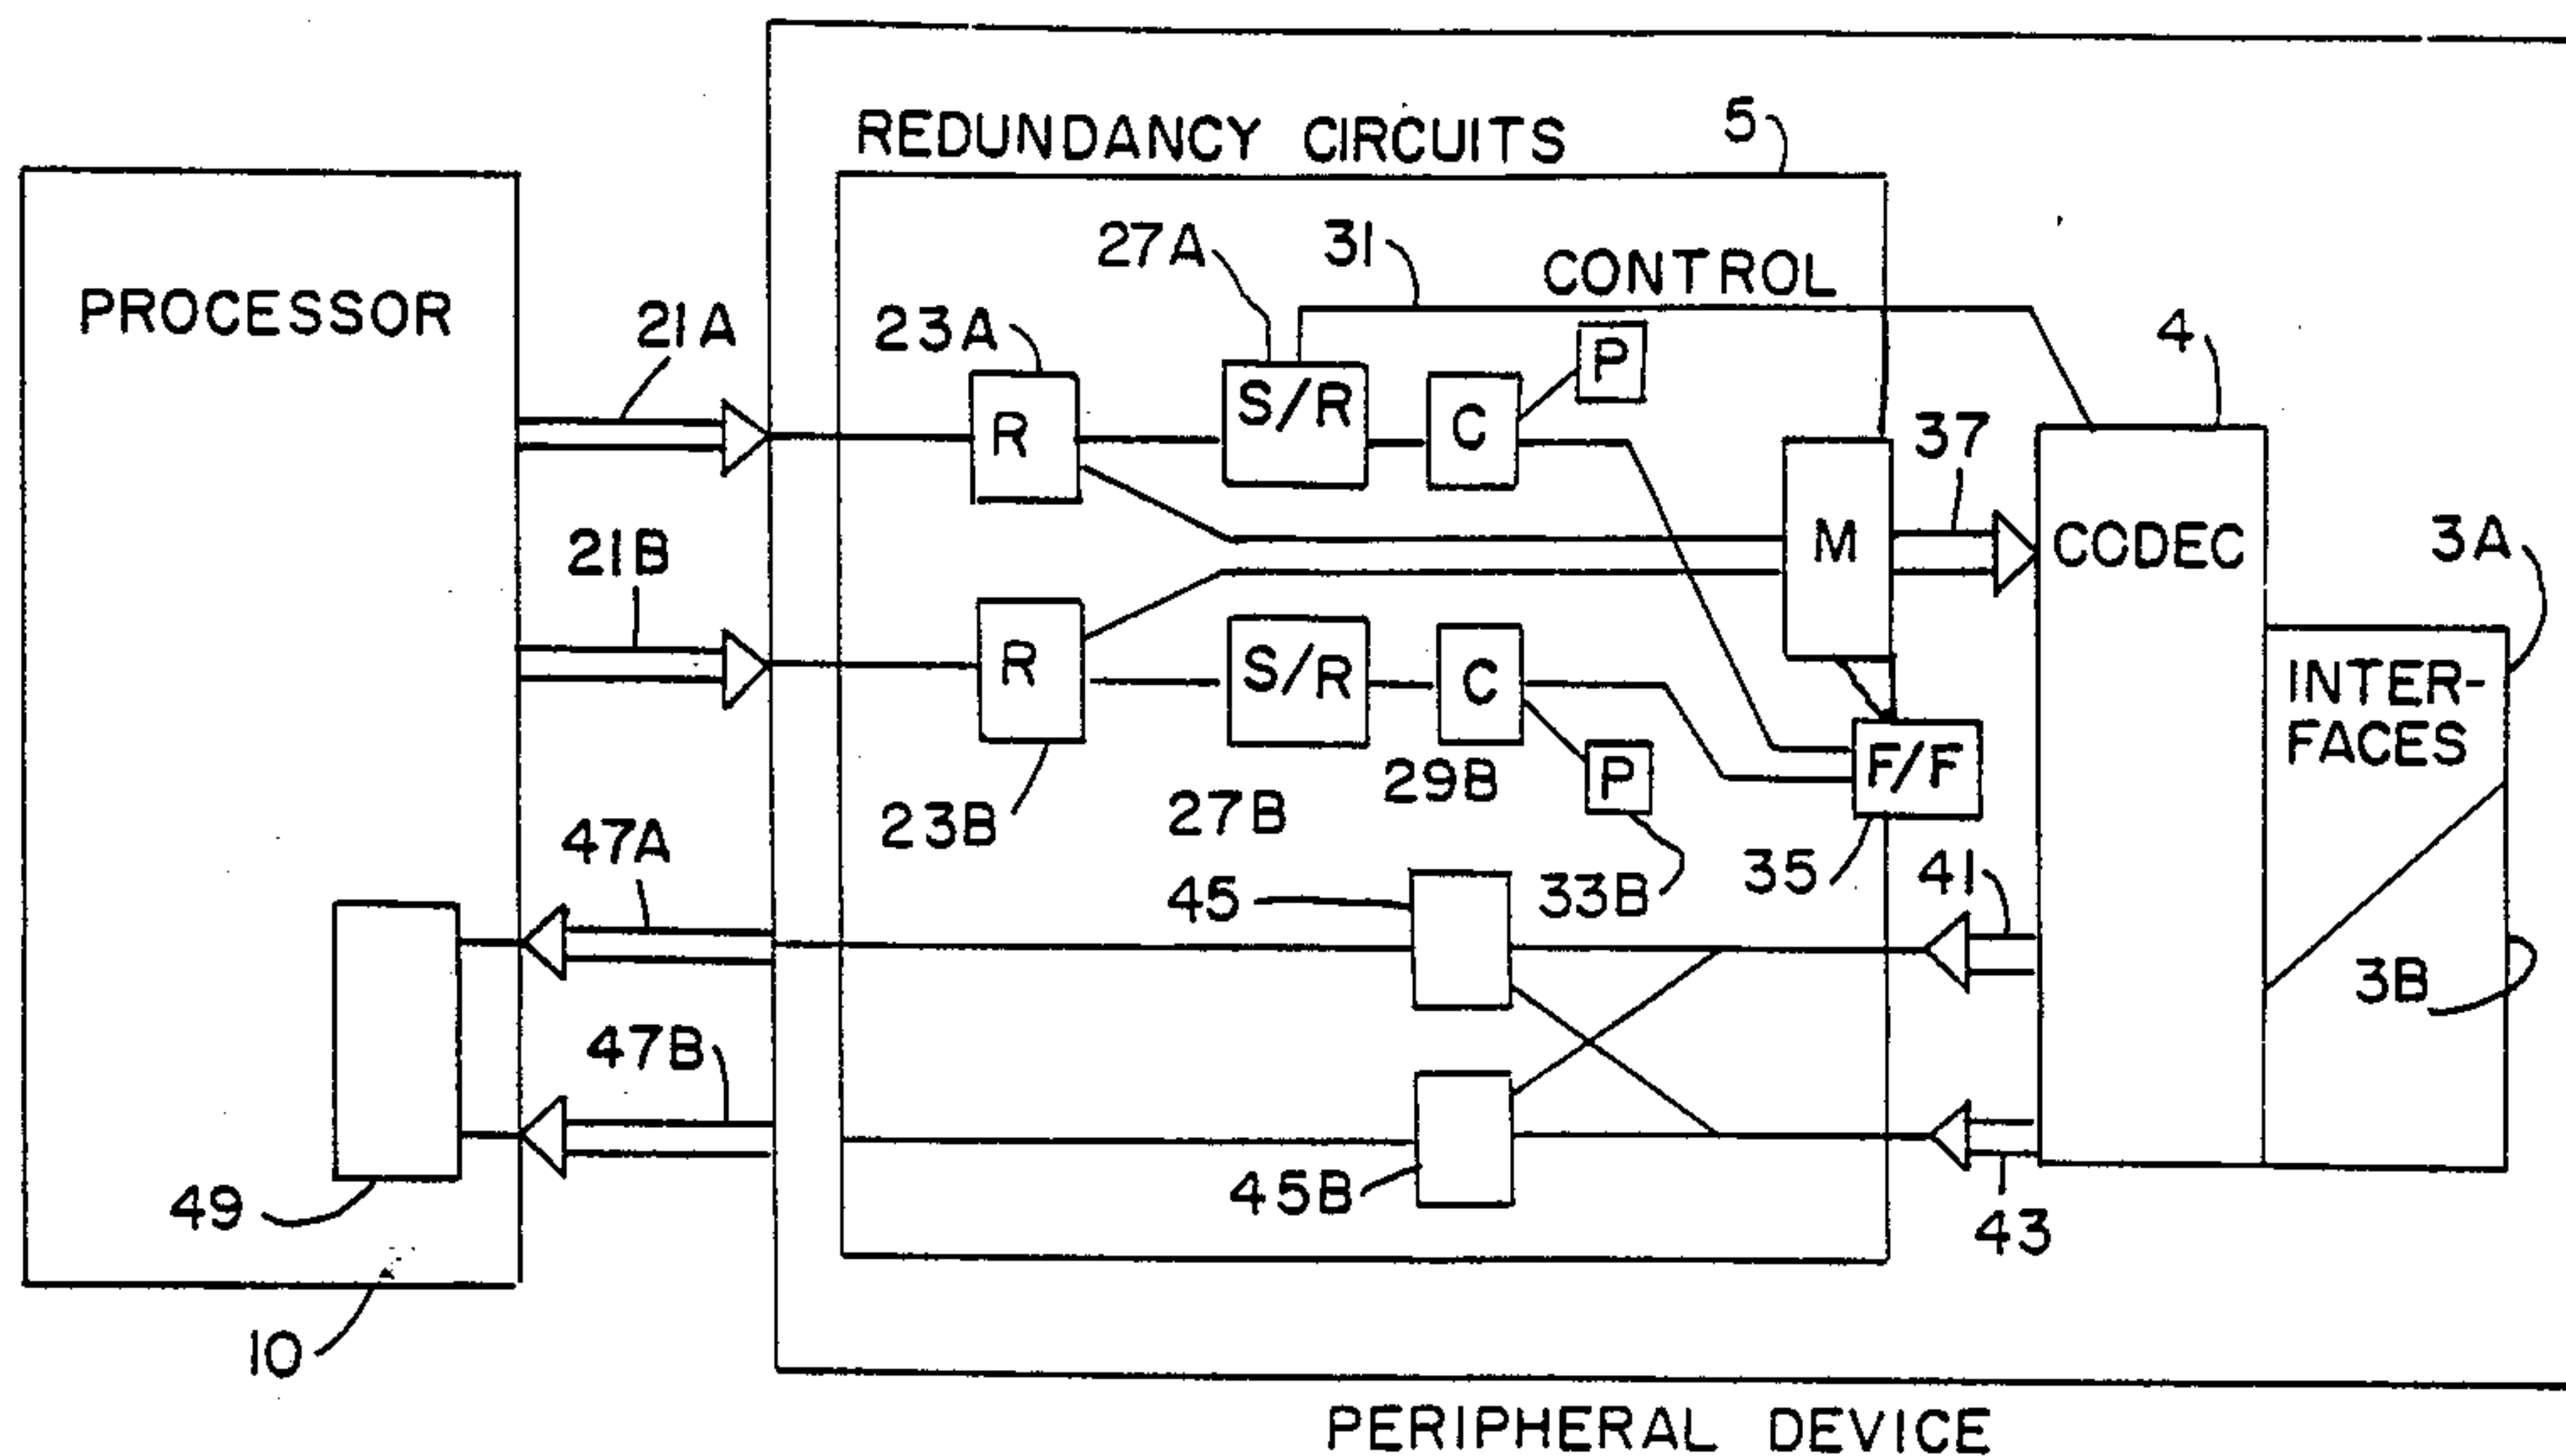 REDUNDANCY CIRCUITS
5
PROCESSOR
21A
23A
27A
31
CONTROL
4
R
S/R
C
P
M
37
CODEC
3A
21B
R
S/R
C
P
F/F
INTER-
FACES
23B
27B
29B
33B
35
41
3B
47A
45
47B
45B
43
49
10
PERIPHERAL DEVICE